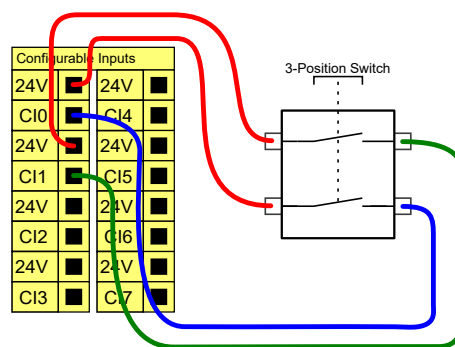 Configurable Inputs
3-Position Switch
24V 24V
CI0 CI4
24V 24V
CI1 CI5
24V 24V
CI2 CI6
24V 24V
CI3 CI7